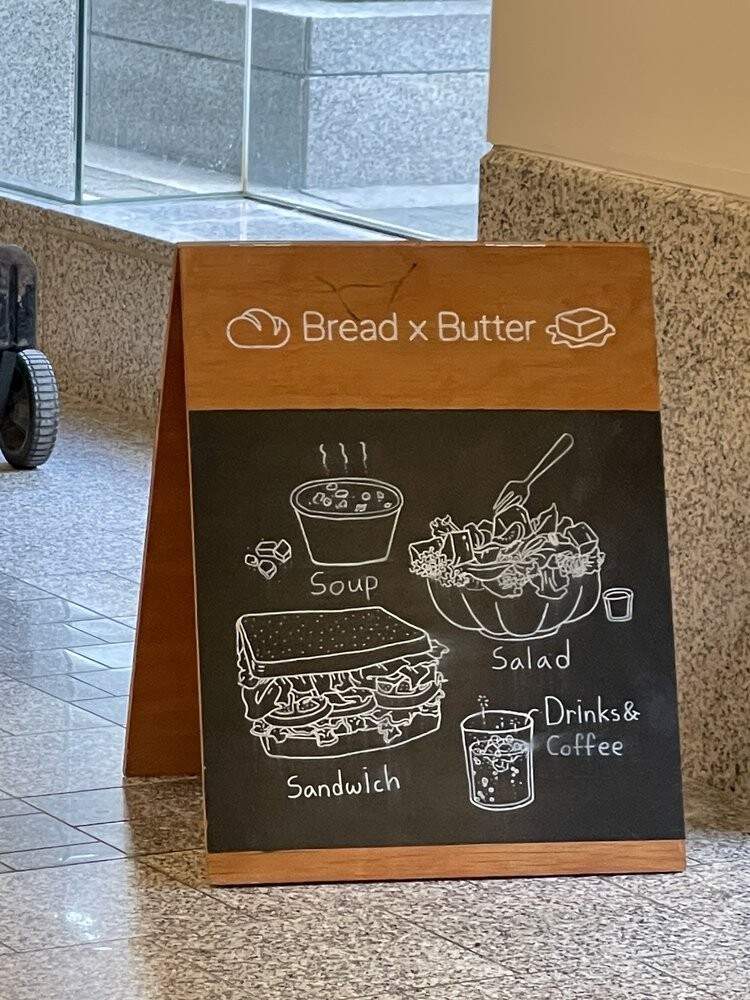 Bread x Butter
Soup
Salad
Sandwich
Drinks&
Coffee